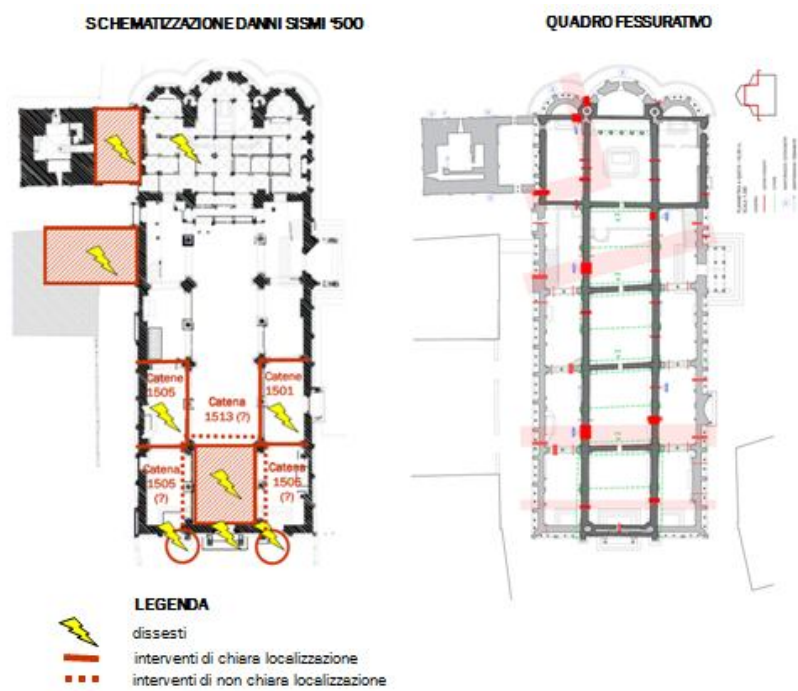 SCHEMATIZZAZIONE DANNI SISMI '500
QUADRO FESSURATIVO
Catene
1505
Catene
1501
Catena
1513 (?)
Catena
1505
(?)
Catena
1506
(?)
LEGENDA
dissesti
interventi di chiara localizzazione
interventi di non chiara localizzazione